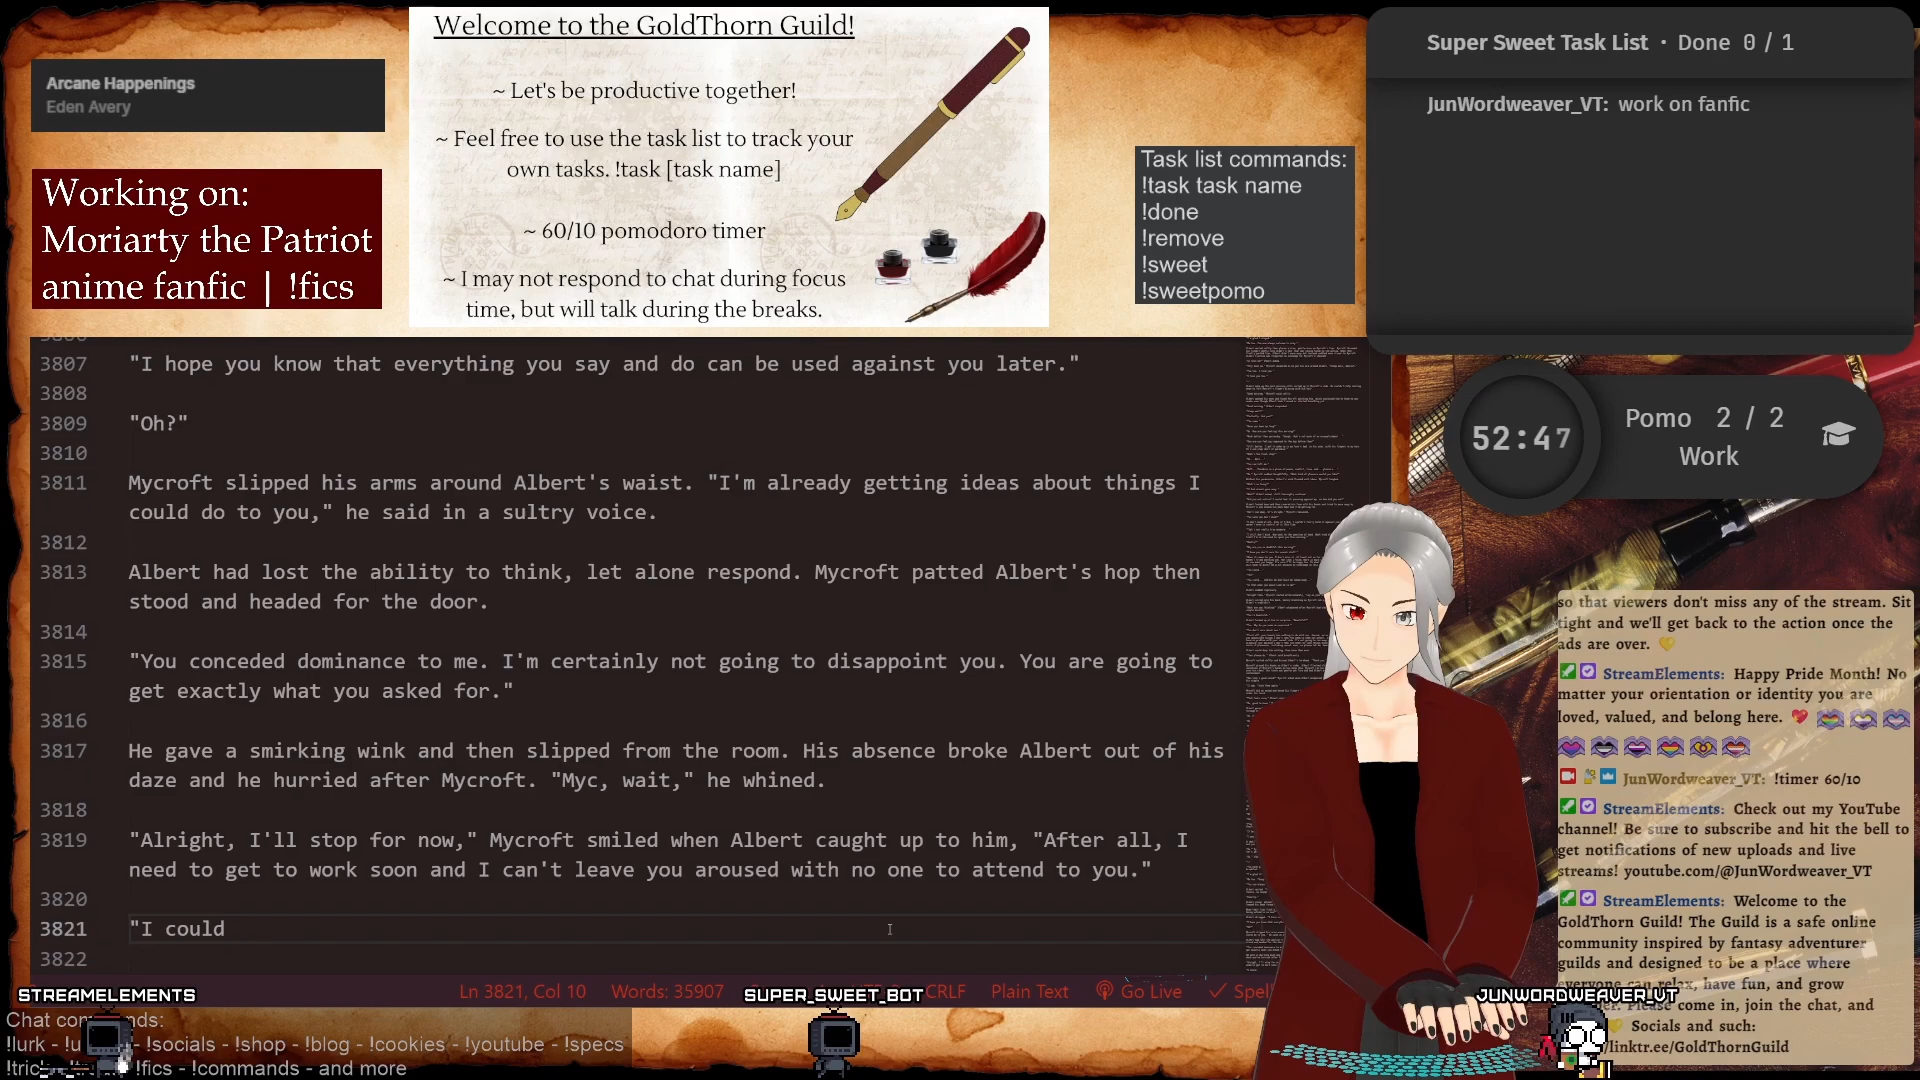 Arcane Happenings
Eden Avery
Working on:
Moriarty the Patriot
anime fanfic | !fics
Welcome to the GoldThorn Guild!
~ Let's be productive together!
~ Feel free to use the task list to track your
own tasks. !task [task name]
~ 60/10 pomodoro timer
~ I may not respond to chat during focus
time, but will talk during the breaks.
Task list commands:
!task task name
!done
!remove
!sweet
!sweetpomo
Super Sweet Task List · Done 0 / 1
JunWordweaver_VT: work on fanfic
52:47
Pomo 2 / 2
Work
3807 "I hope you know that everything you say and do can be used against you later."
3808
3809 "Oh?"
3810
3811 Mycroft slipped his arms around Albert's waist. "I'm already getting ideas about things I
could do to you," he said in a sultry voice.
3812
3813 Albert had lost the ability to think, let alone respond. Mycroft patted Albert's hop then
stood and headed for the door.
3814
3815 "You conceded dominance to me. I'm certainly not going to disappoint you. You are going to
get exactly what you asked for."
3816
3817 He gave a smirking wink and then slipped from the room. His absence broke Albert out of his
daze and he hurried after Mycroft. "Myc, wait," he whined.
3818
3819 "Alright, I'll stop for now," Mycroft smiled when Albert caught up to him, "After all, I
need to get to work soon and I can't leave you aroused with no one to attend to you."
3820
3821 "I could
3822
Ln 3821, Col 10 Words: 35907 CRLF Plain Text Go Live Spell
so that viewers don't miss any of the stream. Sit
tight and we'll get back to the action once the
ads are over.
StreamElements: Happy Pride Month! No
matter your orientation or identity you are
loved, valued, and belong here.
JunWordweaver_VT: !timer 60/10
StreamElements: Check out my YouTube
channel! Be sure to subscribe and hit the bell to
get notifications of new uploads and live
streams! youtube.com/@JunWordweaver_VT
StreamElements: Welcome to the
GoldThorn Guild! The Guild is a safe online
community inspired by fantasy adventurer
guilds and designed to be a place where
everyone can relax, have fun, and grow
Please come in, join the chat, and
Socials and such:
/linktr.ee/GoldThornGuild
STREAMELEMENTS
SUPER_SWEET_BOT
JUNWORDWEAVER_VT
Chat commands:
!lurk - - !socials - !shop - !blog - !cookies - !youtube - !specs
!fics - !commands - and more